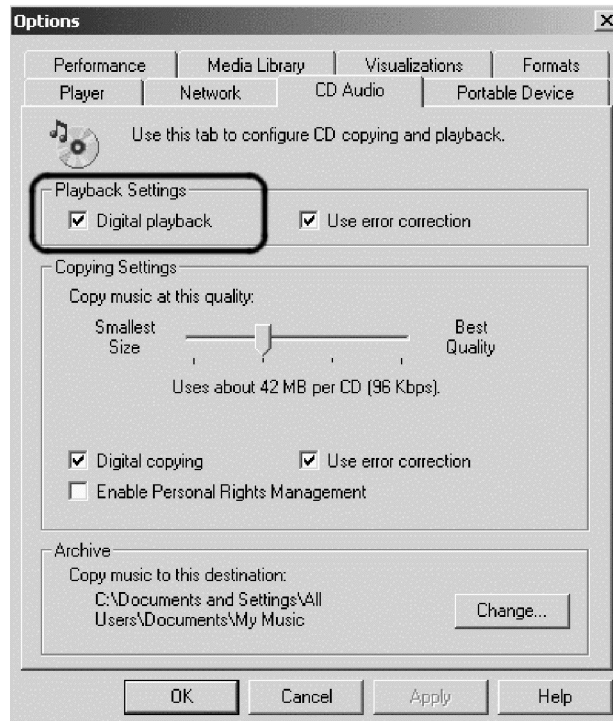 Options
Performance Media Library Visualizations Formats
Player Network CD Audio Portable Device
Use this tab to configure CD copying and playback.
Playback Settings
Digital playback Use error correction
Copying Settings
Copy music at this quality:
Smallest Size
Best Quality
Uses about 42 MB per CD (96 Kbps).
Digital copying Use error correction
Enable Personal Rights Management
Archive
Copy music to this destination:
C:\Documents and Settings\All
Users\Documents\My Music
Change...
OK Cancel Apply Help